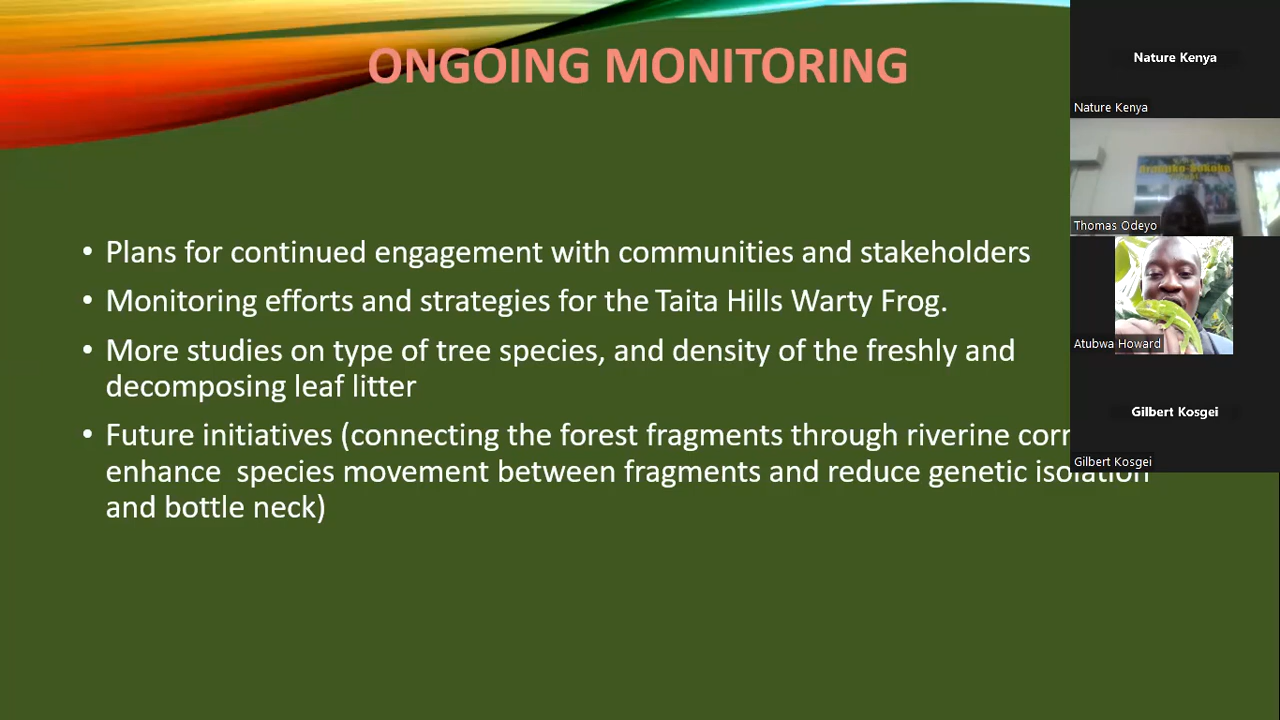 ONGOING MONITORING
• Plans for continued engagement with communities and stakeholders
• Monitoring efforts and strategies for the Taita Hills Warty Frog.
• More studies on type of tree species, and density of the freshly and
decomposing leaf litter
• Future initiatives (connecting the forest fragments through riverine
enhance species movement between fragments and reduce genetic isolation
and bottle neck)
Nature Kenya
Nature Kenya
Thomas Odeyo
Atubwa Howard
Gilbert Kosgei
Gilbert Kosgei